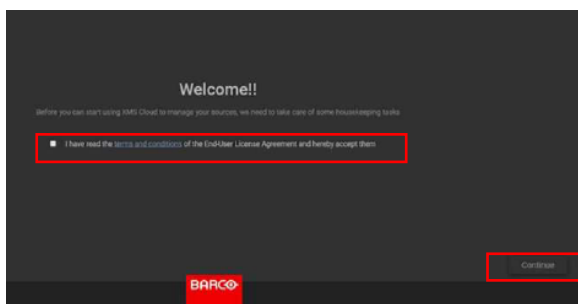 Welcome!!
Before you can start using XMS Cloud to manage your sources, we need to take care of some housekeeping tasks
I have read the terms and conditions of the End-User License Agreement and hereby accept them
Continue
BARCO